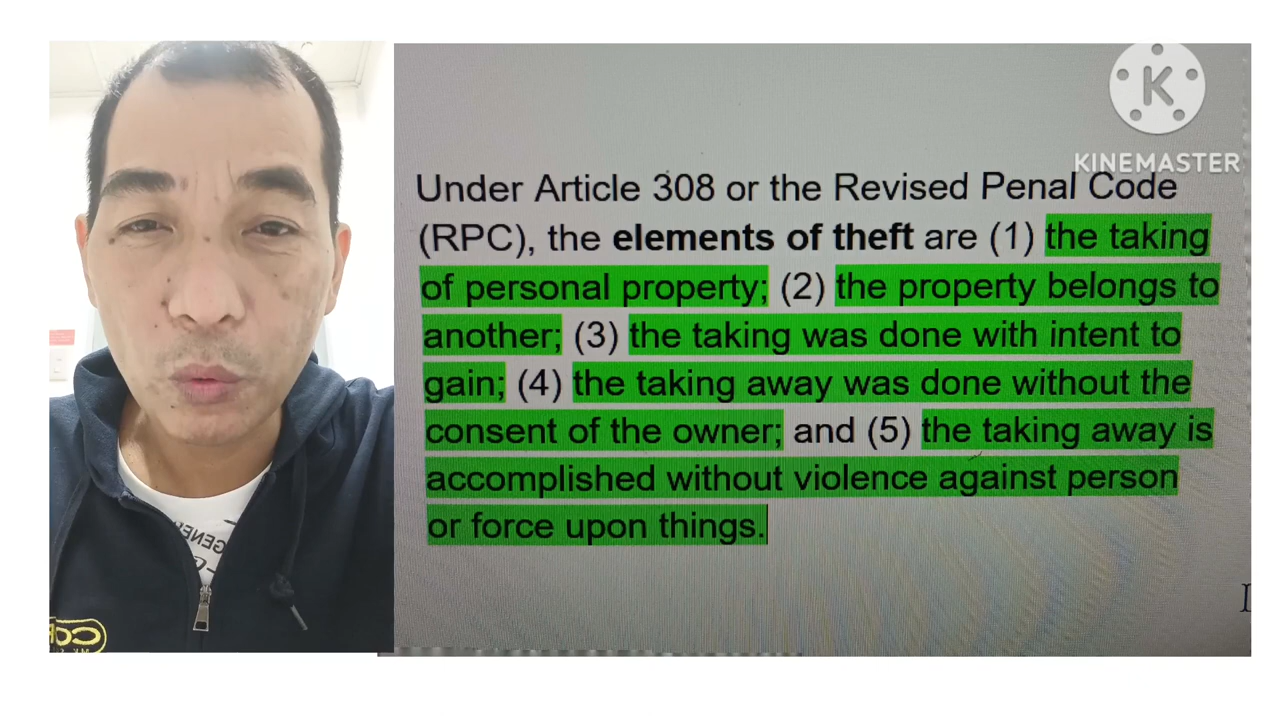 K
KINEMASTER
Under Article 308 or the Revised Penal Code
(RPC), the elements of theft are (1) the taking
of personal property; (2) the property belongs to
another; (3) the taking was done with intent to
gain; (4) the taking away was done without the
consent of the owner; and (5) the taking away is
accomplished without violence against person
or force upon things.
GENE